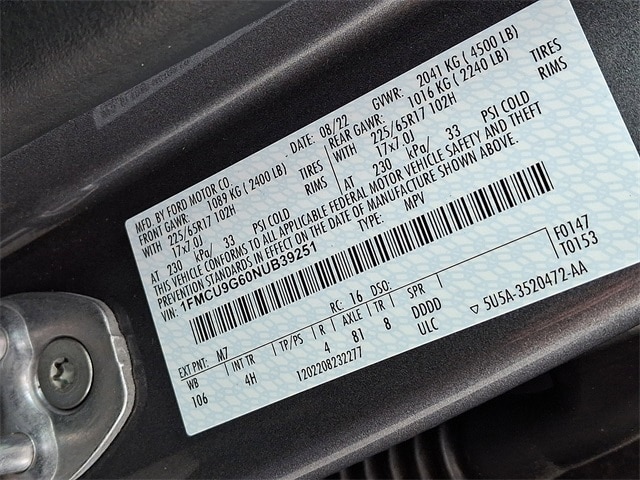 MFD. BY FORD MOTOR CO.
DATE: 08/22 GVWR: 2041 KG ( 4500 LB)
FRONT GAWR: 1089 KG ( 2400 LB) REAR GAWR: 1016 KG ( 2240 LB)
225/65R17 102H TIRES WITH 225/65R17 102H TIRES
17x7.0J RIMS 17x7.0J RIMS
AT 230 kPa/ 33 PSI COLD AT 230 kPa/ 33 PSI COLD
THIS VEHICLE CONFORMS TO ALL APPLICABLE FEDERAL MOTOR VEHICLE SAFETY AND THEFT
PREVENTION STANDARDS IN EFFECT ON THE DATE OF MANUFACTURE SHOWN ABOVE.
VIN: 1FMCU9G60NUB39251 TYPE: MPV
F0147
T0153
EXT PNT: M7 RC: 16 DSO:
WB INT TR TP/PS R AXLE TR SPR
106 4H 4 81 8 DDDD
ULC 5U5A-3520472-AA
1202208232277